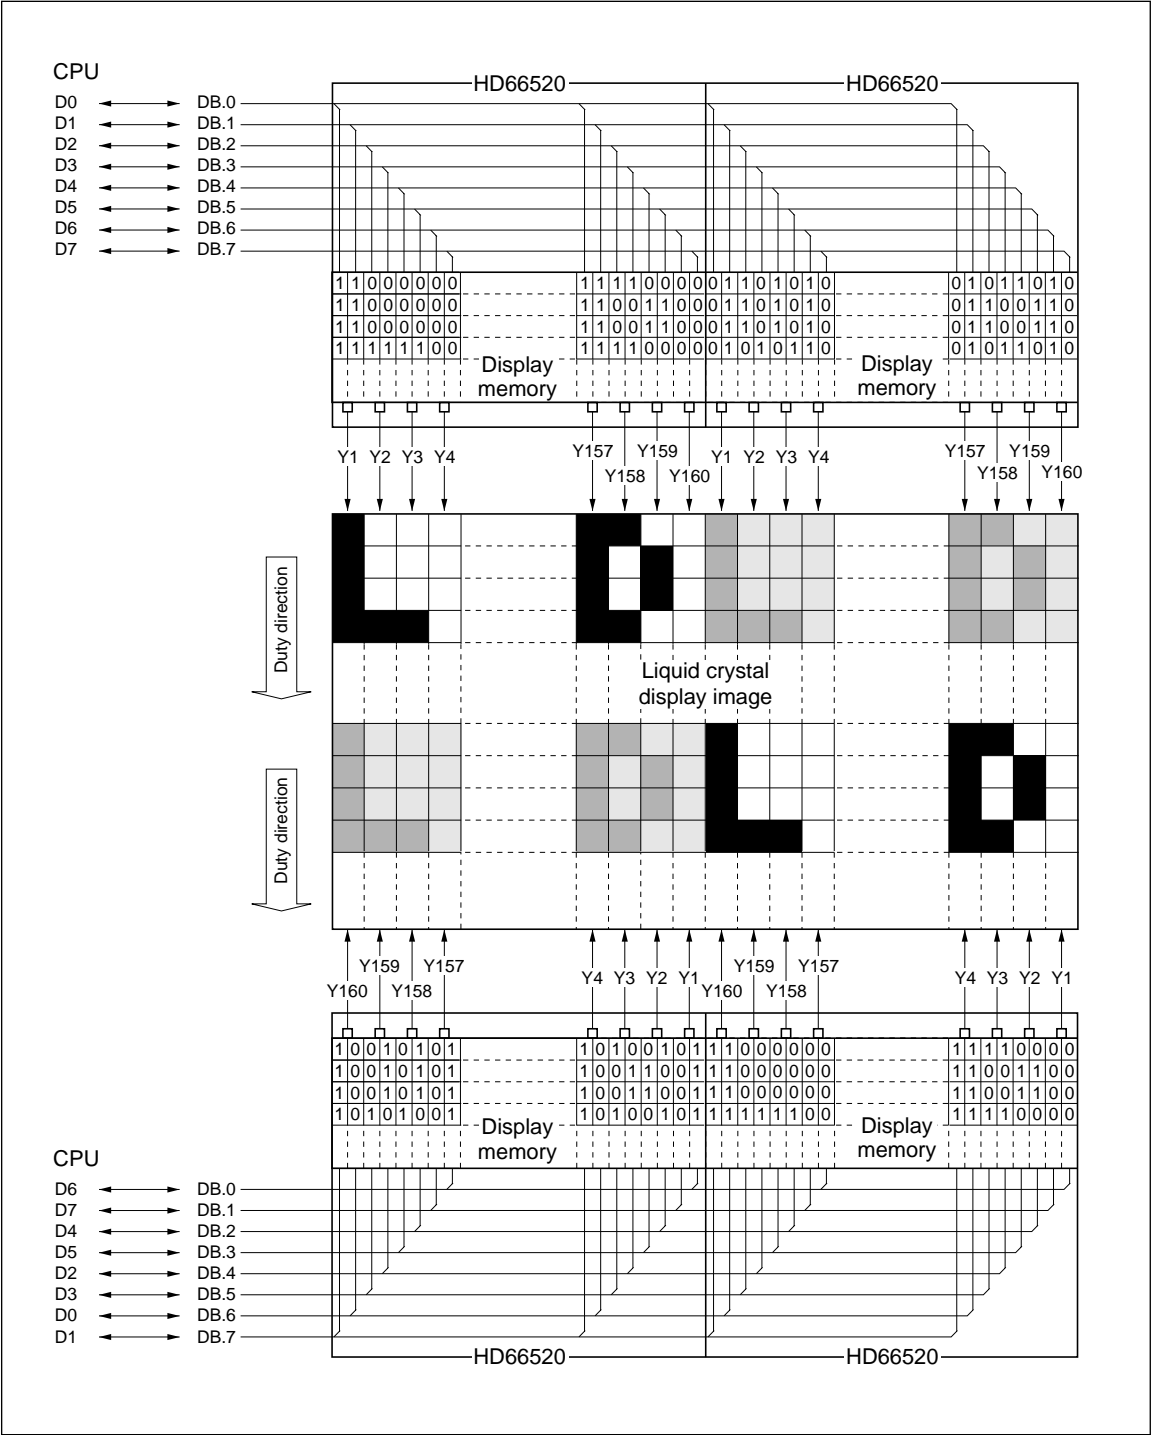 CPU
HD66520 HD66520
D0 DB.0
D1 DB.1
D2 DB.2
D3 DB.3
D4 DB.4
D5 DB.5
D6 DB.6
D7 DB.7
1 1 0 0 0 0 0 0 1 1 1 1 0 0 0 0 0 1 1 0 1 0 1 0 0 1 0 1 1 0 1 0
1 1 0 0 0 0 0 0 1 1 0 0 1 1 0 0 0 1 1 0 1 0 1 0 0 1 1 0 0 1 1 0
1 1 0 0 0 0 0 0 1 1 0 0 1 1 0 0 0 1 1 0 1 0 1 0 0 1 1 0 0 1 1 0
1 1 1 1 1 1 0 0 1 1 1 1 0 0 0 0 0 1 0 1 0 1 1 0 0 1 0 1 1 0 1 0
Display memory Display memory
Y1 Y2 Y3 Y4 Y157 Y158 Y159 Y160 Y1 Y2 Y3 Y4 Y157 Y158 Y159 Y160
Duty direction
Liquid crystal
display image
Duty direction
Y160 Y159 Y158 Y157 Y4 Y3 Y2 Y1 Y160 Y159 Y158 Y157 Y4 Y3 Y2 Y1
1 0 0 1 0 1 0 1 1 0 1 0 0 1 0 1 1 1 0 0 0 0 0 0 1 1 1 1 0 0 0 0
1 0 0 1 0 1 0 1 1 0 0 1 1 0 0 1 1 1 0 0 0 0 0 0 1 1 0 0 1 1 0 0
1 0 0 1 0 1 0 1 1 0 0 1 1 0 0 1 1 1 0 0 0 0 0 0 1 1 0 0 1 1 0 0
1 0 1 0 1 0 0 1 1 0 1 0 0 1 0 1 1 1 1 1 1 1 0 0 1 1 1 1 0 0 0 0
Display memory Display memory
CPU
D6 DB.0
D7 DB.1
D4 DB.2
D5 DB.3
D2 DB.4
D3 DB.5
D0 DB.6
D1 DB.7
HD66520 HD66520